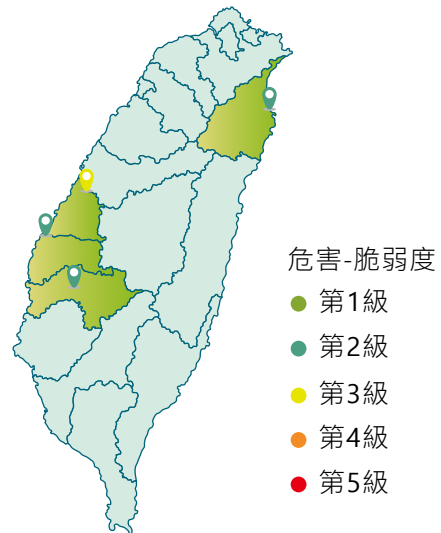 危害-脆弱度
第1級
第2級
第3級
第4級
第5級